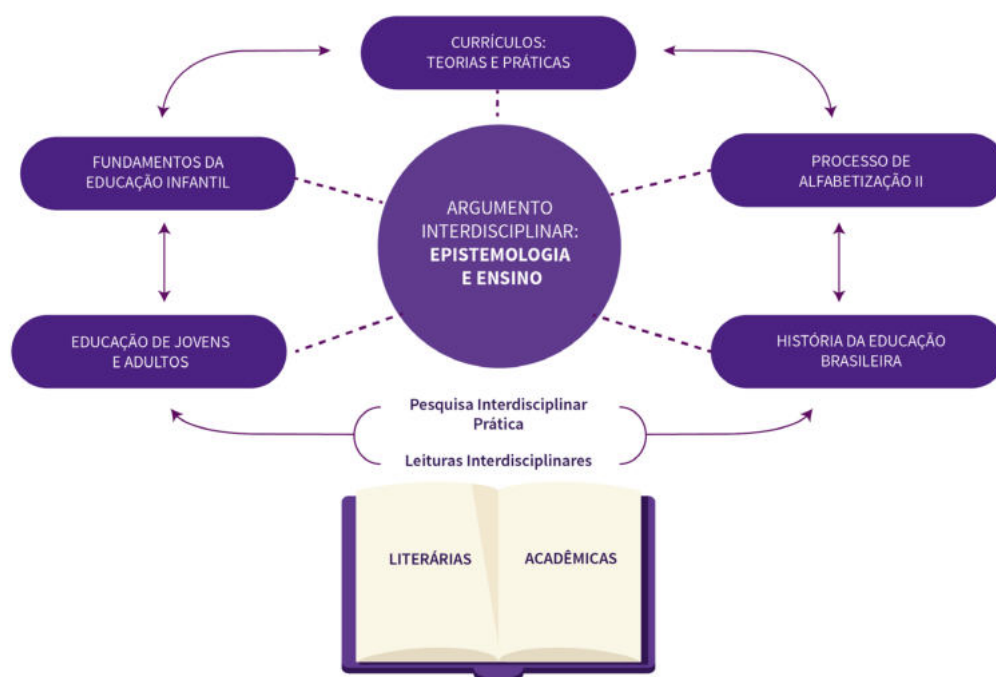 CURRÍCULOS:
TEORIAS E PRÁTICAS
FUNDAMENTOS DA
EDUCAÇÃO INFANTIL
PROCESSO DE
ALFABETIZAÇÃO II
ARGUMENTO
INTERDISCIPLINAR:
EPISTEMOLOGIA
E ENSINO
EDUCAÇÃO DE JOVENS
E ADULTOS
HISTÓRIA DA EDUCAÇÃO
BRASILEIRA
Pesquisa Interdisciplinar
Prática
Leituras Interdisciplinares
LITERÁRIAS
ACADÊMICAS